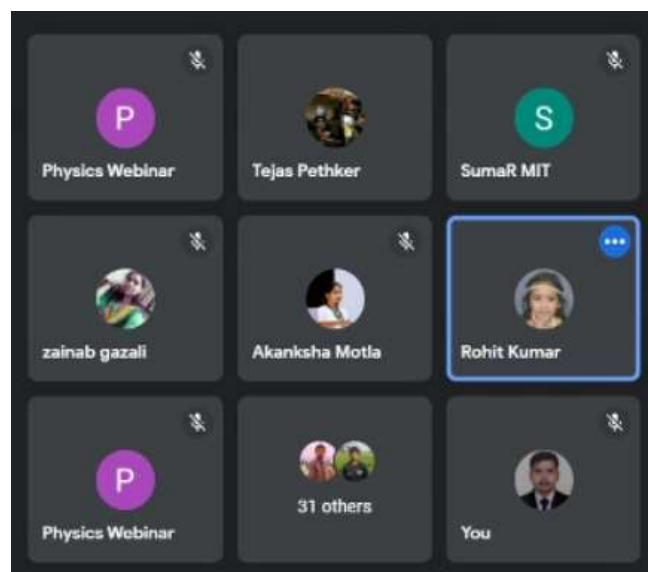 P
Physics Webinar
Tejas Pethker
S
SumaR MIT
zainab gazali
Akanksha Motla
Rohit Kumar
P
Physics Webinar
31 others
You